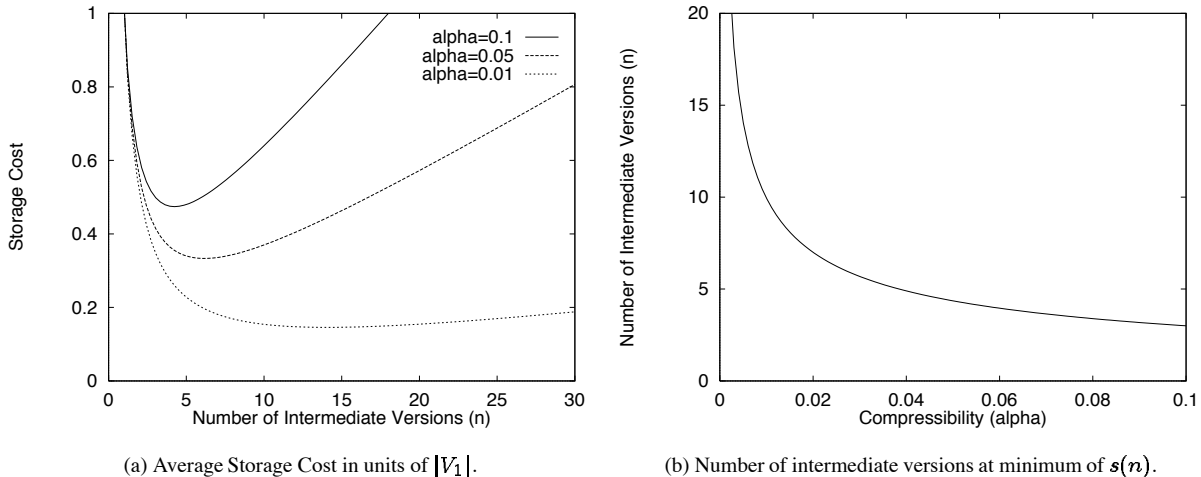 1
0.8
0.6
0.4
0.2
0
Storage Cost
alpha=0.1
alpha=0.05
alpha=0.01
0 5 10 15 20 25 30
Number of Intermediate Versions (n)
(a) Average Storage Cost in units of |V₁|.
20
15
10
5
0
Number of Intermediate Versions (n)
0 0.02 0.04 0.06 0.08 0.1
Compressibility (alpha)
(b) Number of intermediate versions at minimum of s(n).